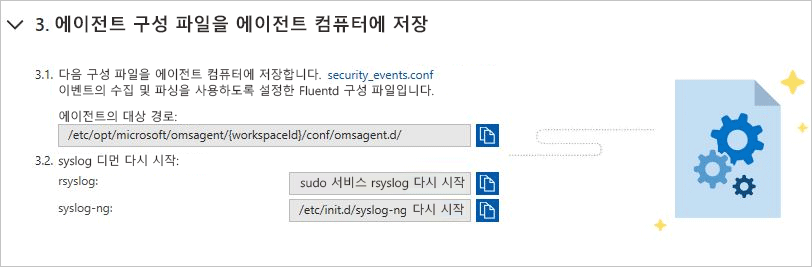 3. 에이전트 구성 파일을 에이전트 컴퓨터에 저장
3.1. 다음 구성 파일을 에이전트 컴퓨터에 저장합니다. security_events.conf
이벤트의 수집 및 파싱을 사용하도록 설정한 Fluentd 구성 파일입니다.
에이전트의 대상 경로:
/etc/opt/microsoft/omsagent/{workspaceId}/conf/omsagent.d/
3.2. syslog 디먼 다시 시작:
rsyslog: sudo 서비스 rsyslog 다시 시작
syslog-ng: /etc/init.d/syslog-ng 다시 시작